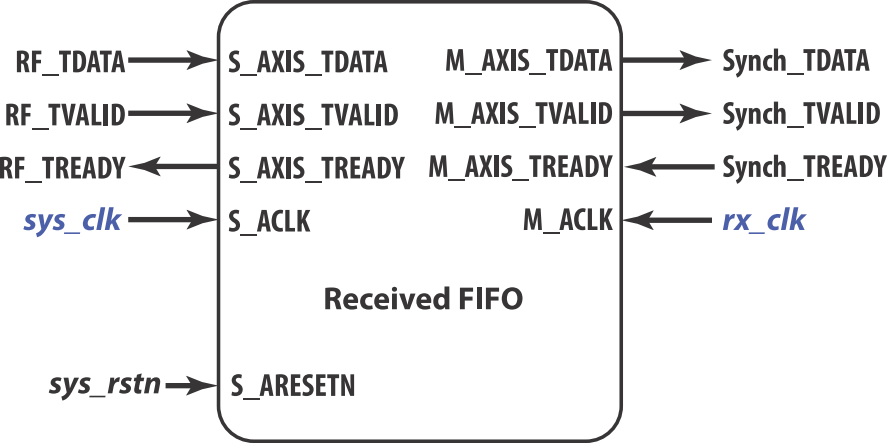 RF_TDATA S_AXIS_TDATA M_AXIS_TDATA Synch_TDATA
RF_TVALID S_AXIS_TVALID M_AXIS_TVALID Synch_TVALID
RF_TREADY S_AXIS_TREADY M_AXIS_TREADY Synch_TREADY
sys_clk S_ACLK M_ACLK rx_clk
Received FIFO
sys_rstn S_ARESETN